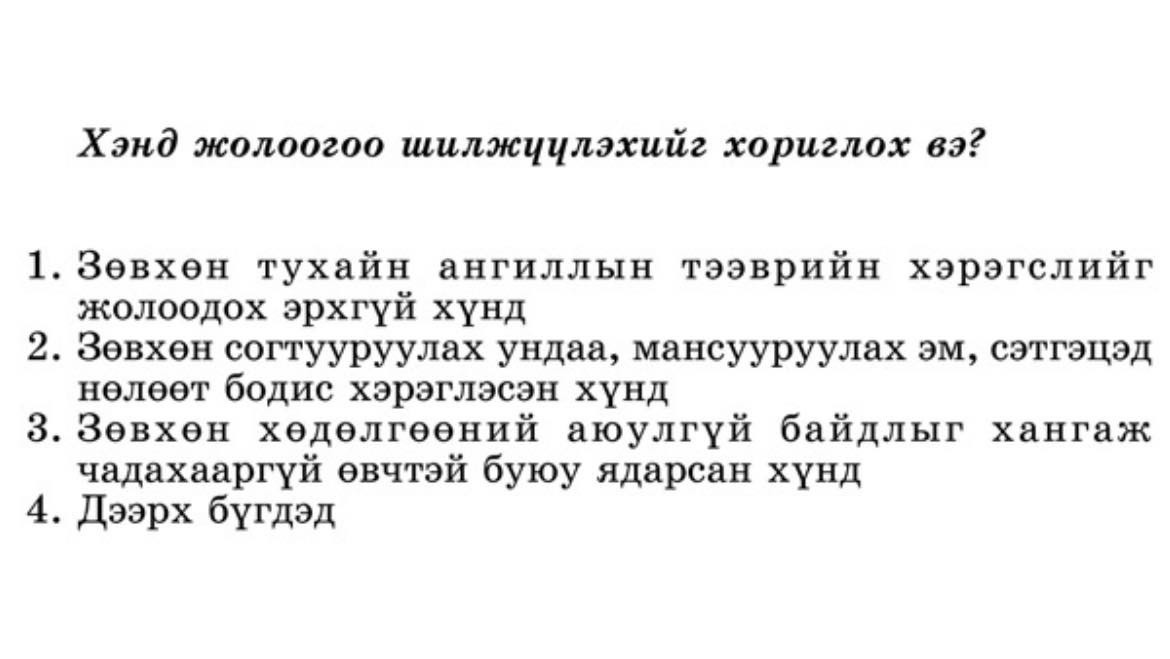 Хэнд жолоогоо шилжүүлэхийг хориглох вэ?
1. Зөвхөн тухайн ангиллын тээврийн хэрэгслийг
жолоодох эрхгүй хүнд
2. Зөвхөн согтууруулах ундаа, мансууруулах эм, сэтгэцэд
нөлөөт бодис хэрэглэсэн хүнд
3. Зөвхөн хөдөлгөөний аюулгүй байдлыг хангаж
чадахааргүй өвчтэй буюу ядарсан хүнд
4. Дээрх бүгдэд